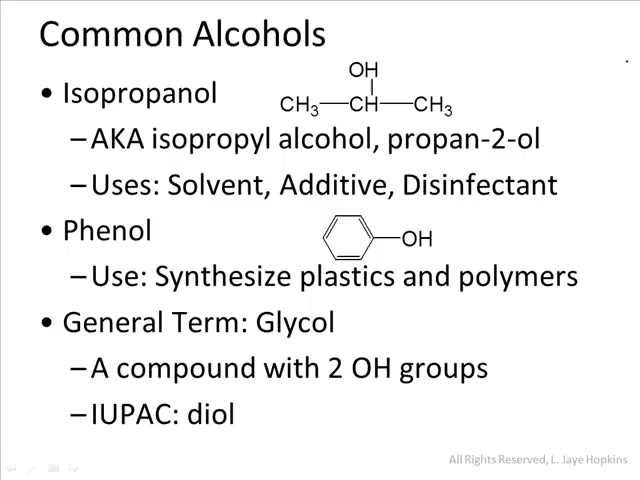 Common Alcohols
• Isopropanol
OH
CH3—CH—CH3
–AKA isopropyl alcohol, propan-2-ol
–Uses: Solvent, Additive, Disinfectant
• Phenol
OH
–Use: Synthesize plastics and polymers
• General Term: Glycol
–A compound with 2 OH groups
–IUPAC: diol
All Rights Reserved, L. Jaye Hopkins